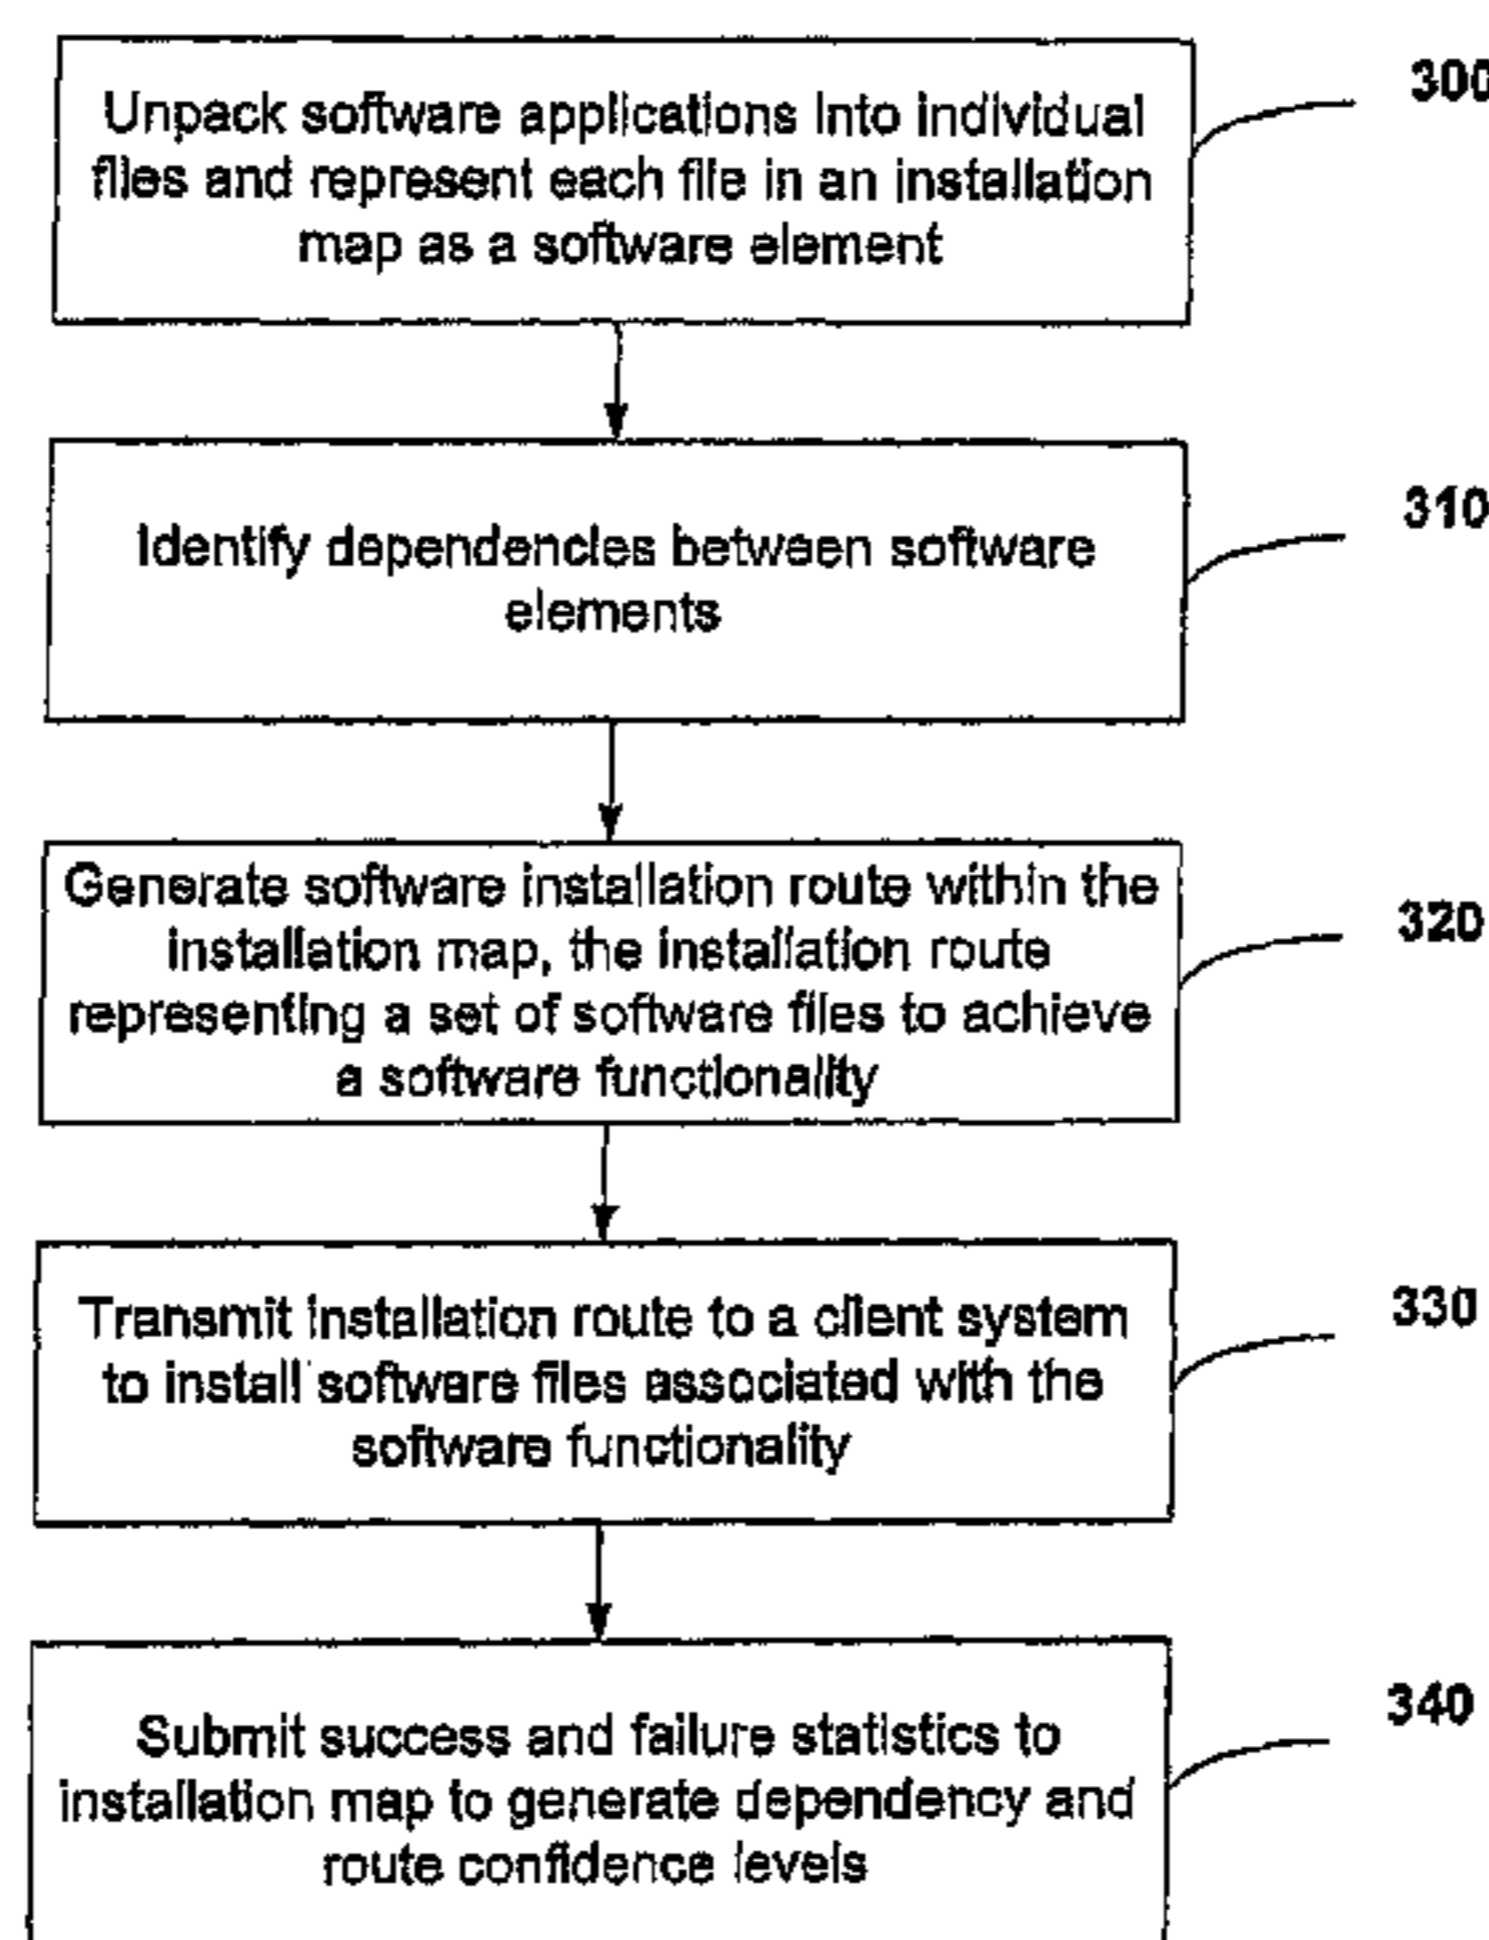 Unpack software applications into individual
files and represent each file in an installation
map as a software element
300
Identify dependencies between software
elements
310
Generate software installation route within the
installation map, the installation route
representing a set of software files to achieve
a software functionality
320
Transmit installation route to a client system
to install software files associated with the
software functionality
330
Submit success and failure statistics to
installation map to generate dependency and
route confidence levels
340